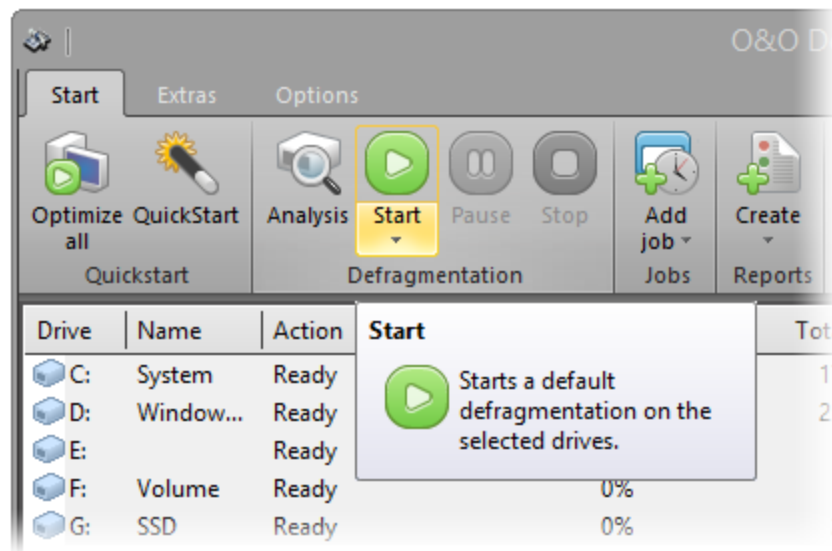 O&O D
Start Extras Options
Optimize all QuickStart Analysis Start Pause Stop Add job Create
Quickstart Defragmentation Jobs Reports
Drive Name Action Tot
C: System Ready 1
D: Window... Ready 2
E: Ready
F: Volume Ready 0%
G: SSD Ready 0%
Start
Starts a default
defragmentation on the
selected drives.